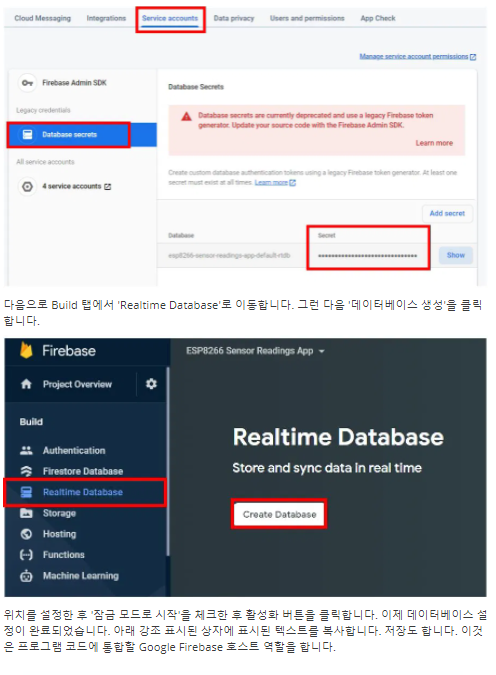 Cloud Messaging Integrations Service accounts Data privacy Users and permissions App Check
Manage service account permissions
Firebase Admin SDK
Legacy credentials
Database secrets
All service accounts
4 service accounts
Database Secrets
Database secrets are currently deprecated and use a legacy Firebase token
generator. Update your source code with the Firebase Admin SDK.
Learn more
Create custom database authentication tokens using a legacy Firebase token generator. At least one
secret must exist at all times. Learn more
Add secret
Database Secret
esp8266-sensor-readings-app-default-rtdb •••••••••••••••••••••••••••••• Show
다음으로 Build 탭에서 'Realtime Database'로 이동합니다. 그런 다음 '데이터베이스 생성'을 클릭
합니다.
Firebase
Project Overview
Build
Authentication
Firestore Database
Realtime Database
Storage
Hosting
Functions
Machine Learning
ESP8266 Sensor Readings App
Realtime Database
Store and sync data in real time
Create Database
위치를 설정한 후 '잠금 모드로 시작'을 체크한 후 활성화 버튼을 클릭합니다. 이제 데이터베이스 설
정이 완료되었습니다. 아래 강조 표시된 상자에 표시된 텍스트를 복사합니다. 저장도 합니다. 이것
은 프로그램 코드에 통합할 Google Firebase 호스트 역할을 합니다.